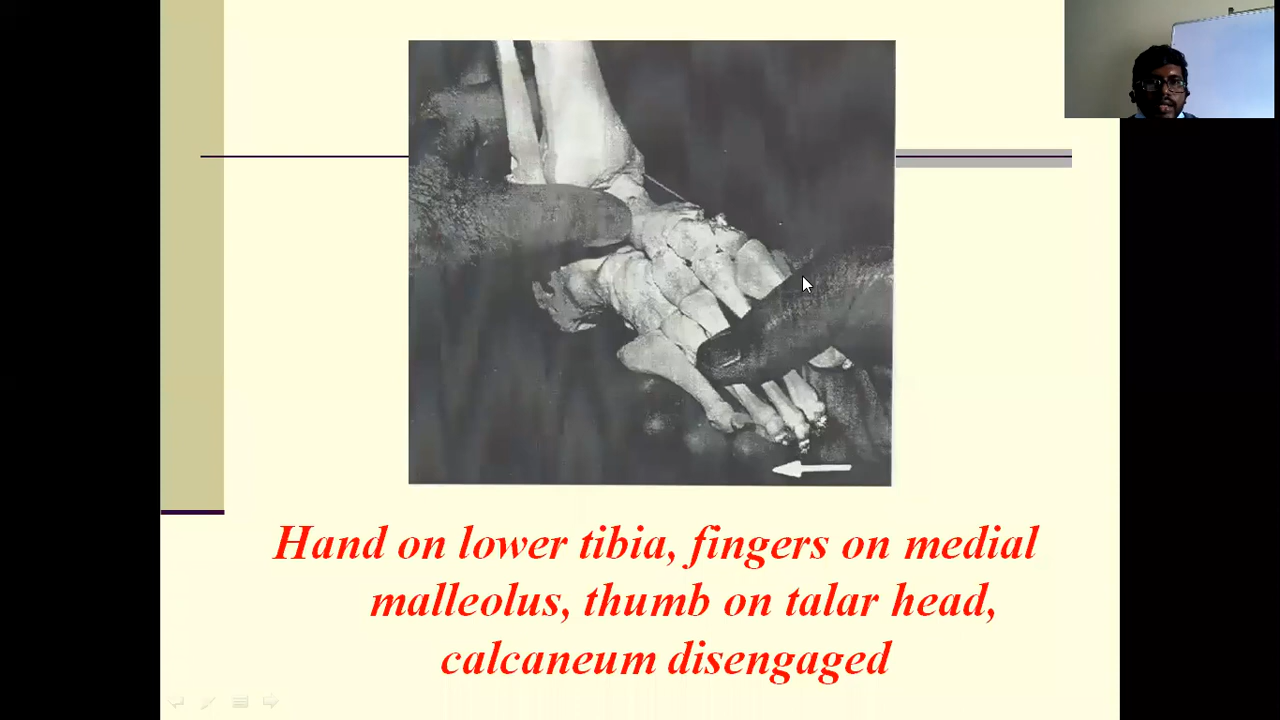 Hand on lower tibia, fingers on medial
malleolus, thumb on talar head,
calcaneum disengaged